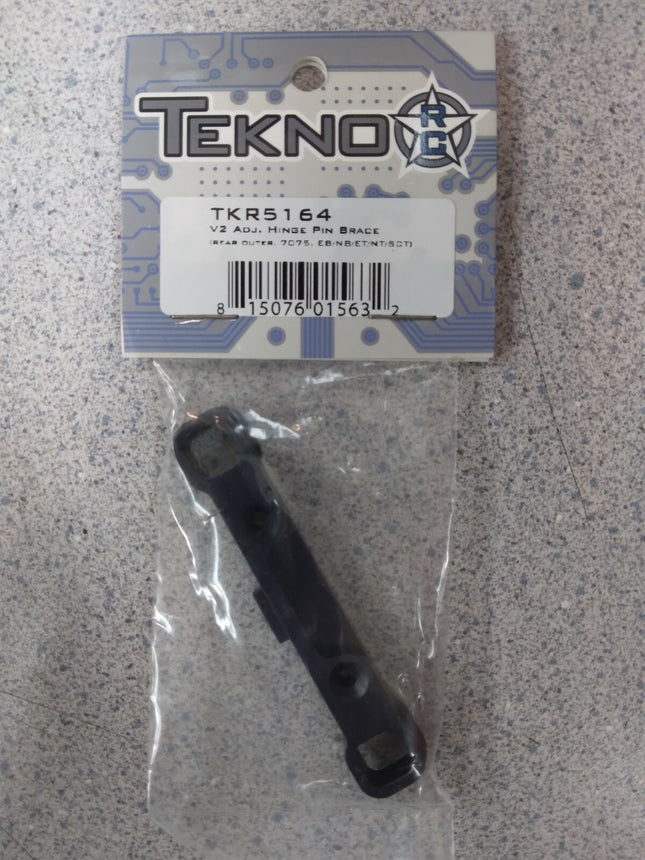 TEKNO RC
TKR5164
V2 ADJ. HINGE PIN BRACE
(REAR OUTER, 7075, EB/NB/ET/NT/SCT)
8 15076 01563 2